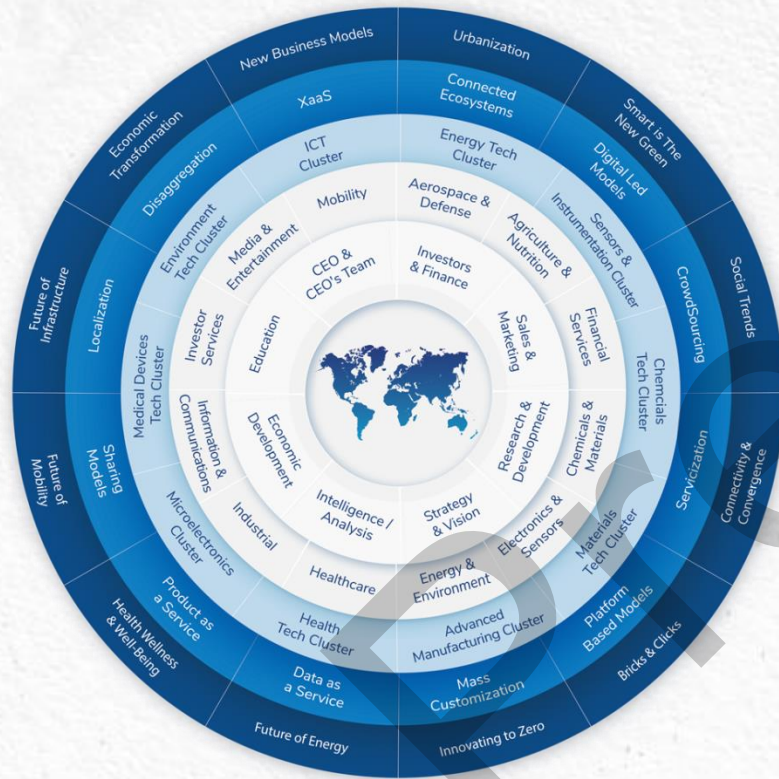 New Business Models
Urbanization
Smart is The
New Green
Social Trends
Connectivity &
Convergence
Bricks & Clicks
Innovating to Zero
Future of Energy
Health Wellness
& Well-Being
Future of
Mobility
Future of
Infrastructure
Economic
Transformation
XaaS
Connected
Ecosystems
Digital Led
Models
CrowdSourcing
Servicization
Platform
Based Models
Mass
Customization
Data as
a Service
Product as
a Service
Sharing
Models
Localization
Disaggregation
ICT
Cluster
Energy Tech
Cluster
Sensors &
Instrumentation Cluster
Chemcials
Tech Cluster
Materials
Tech Cluster
Advanced
Manufacturing Cluster
Health
Tech Cluster
Microelectronics
Cluster
Medical Devices
Tech Cluster
Environment
Tech Cluster
Mobility
Aerospace &
Defense
Agriculture &
Nutrition
Financial
Services
Chemicals
& Materials
Electronics &
Sensors
Energy &
Environment
Healthcare
Industrial
Information &
Communications
Investor
Services
Media &
Entertainment
CEO &
CEO's Team
Investors
& Finance
Sales &
Marketing
Research &
Development
Strategy
& Vision
Intelligence /
Analysis
Economic
Development
Education